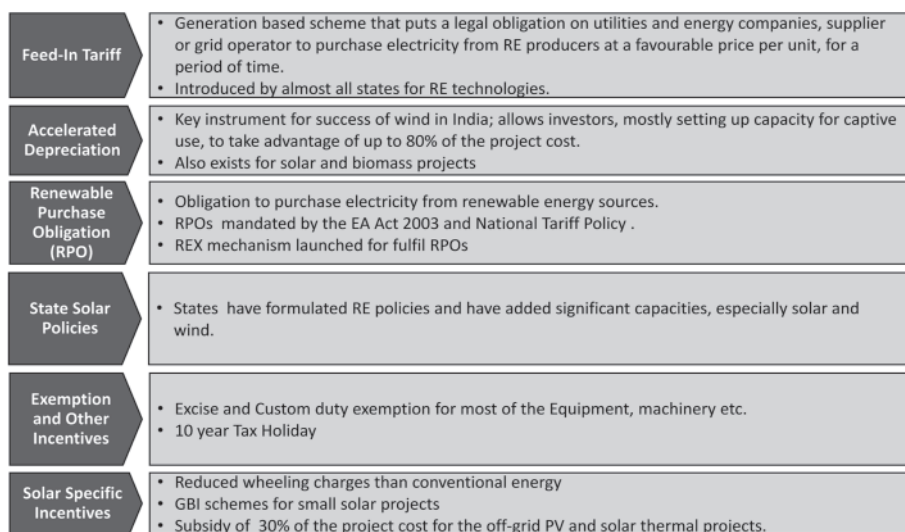 Feed-In Tariff
• Generation based scheme that puts a legal obligation on utilities and energy companies, supplier
or grid operator to purchase electricity from RE producers at a favourable price per unit, for a
period of time.
• Introduced by almost all states for RE technologies.
Accelerated
Depreciation
• Key instrument for success of wind in India; allows investors, mostly setting up capacity for captive
use, to take advantage of up to 80% of the project cost.
• Also exists for solar and biomass projects
Renewable
Purchase
Obligation
(RPO)
• Obligation to purchase electricity from renewable energy sources.
• RPOs mandated by the EA Act 2003 and National Tariff Policy .
• REX mechanism launched for fulfil RPOs
State Solar
Policies
• States have formulated RE policies and have added significant capacities, especially solar and
wind.
Exemption
and Other
Incentives
• Excise and Custom duty exemption for most of the Equipment, machinery etc.
• 10 year Tax Holiday
Solar Specific
Incentives
• Reduced wheeling charges than conventional energy
• GBI schemes for small solar projects
• Subsidy of 30% of the project cost for the off-grid PV and solar thermal projects.